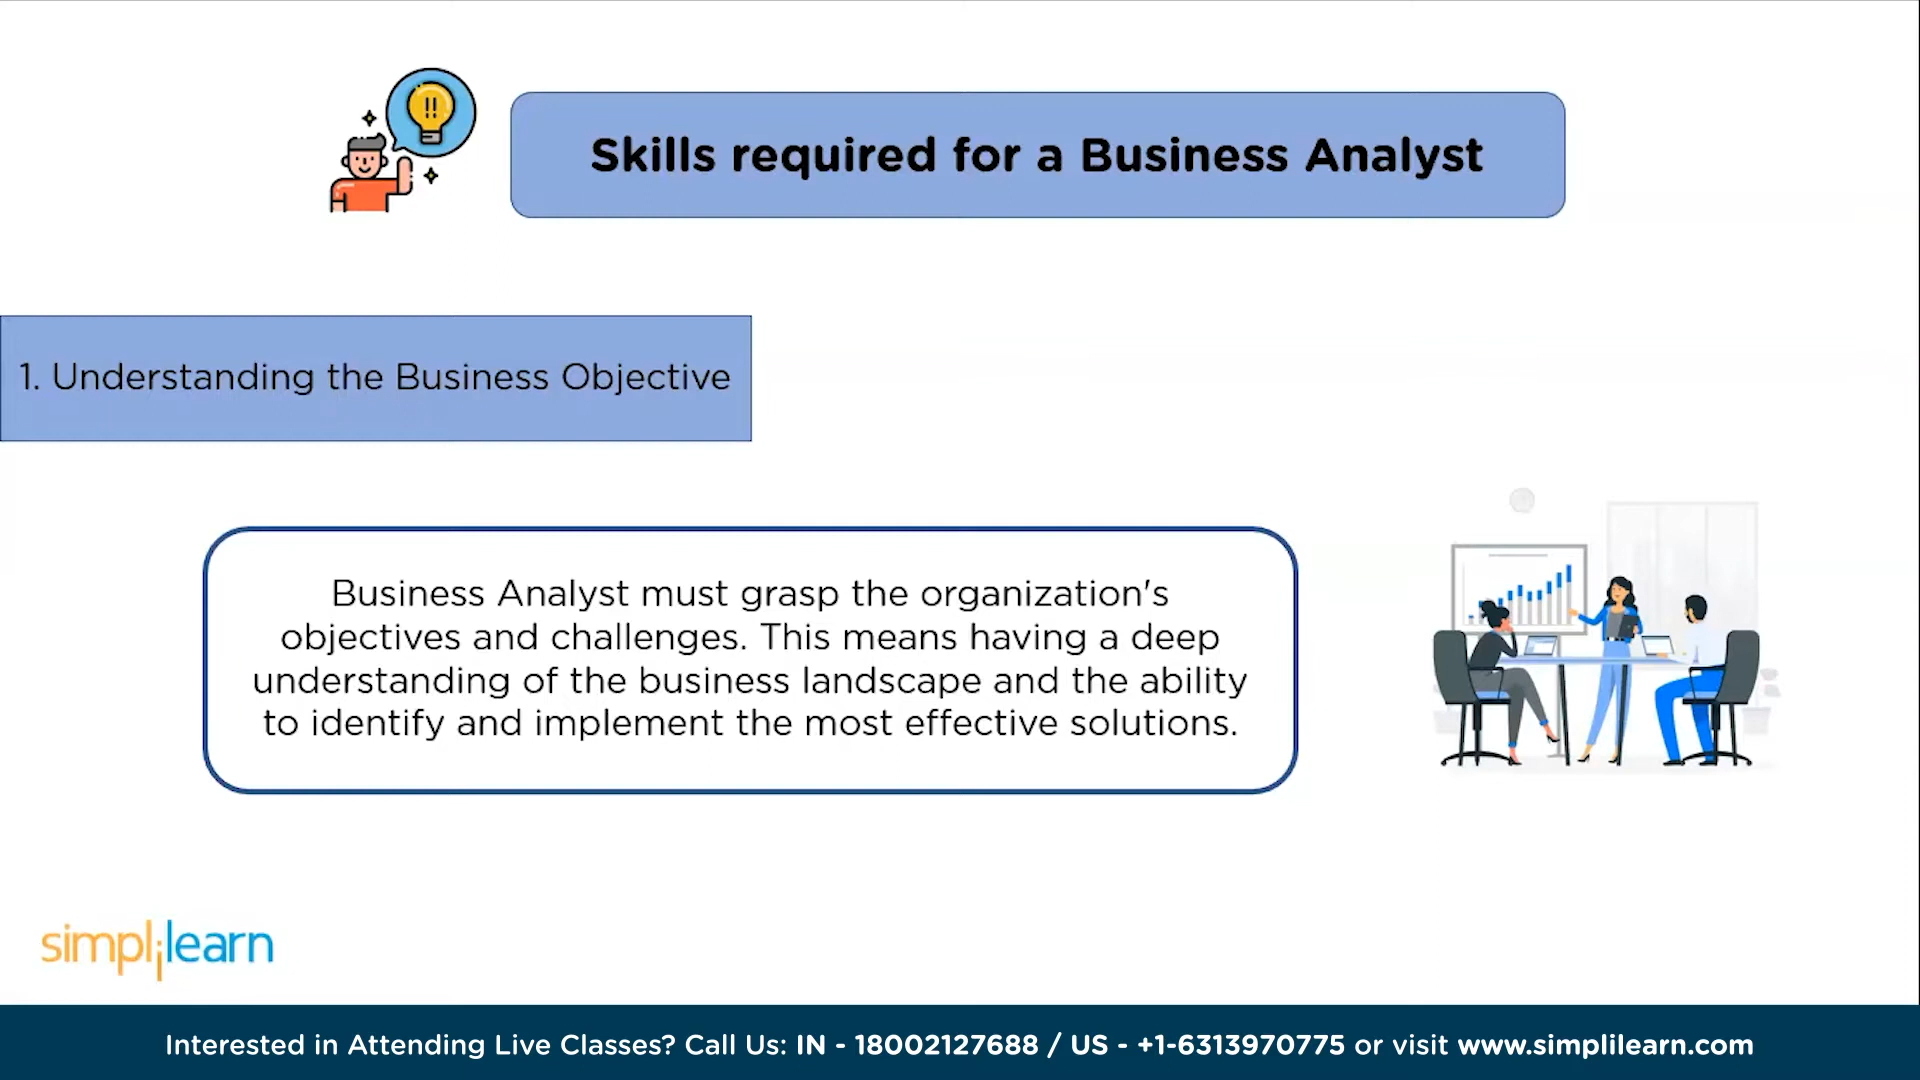 Skills required for a Business Analyst
1. Understanding the Business Objective
Business Analyst must grasp the organization's
objectives and challenges. This means having a deep
understanding of the business landscape and the ability
to identify and implement the most effective solutions.
simplilearn
Interested in Attending Live Classes? Call Us: IN - 18002127688 / US - +1-6313970775 or visit www.simplilearn.com